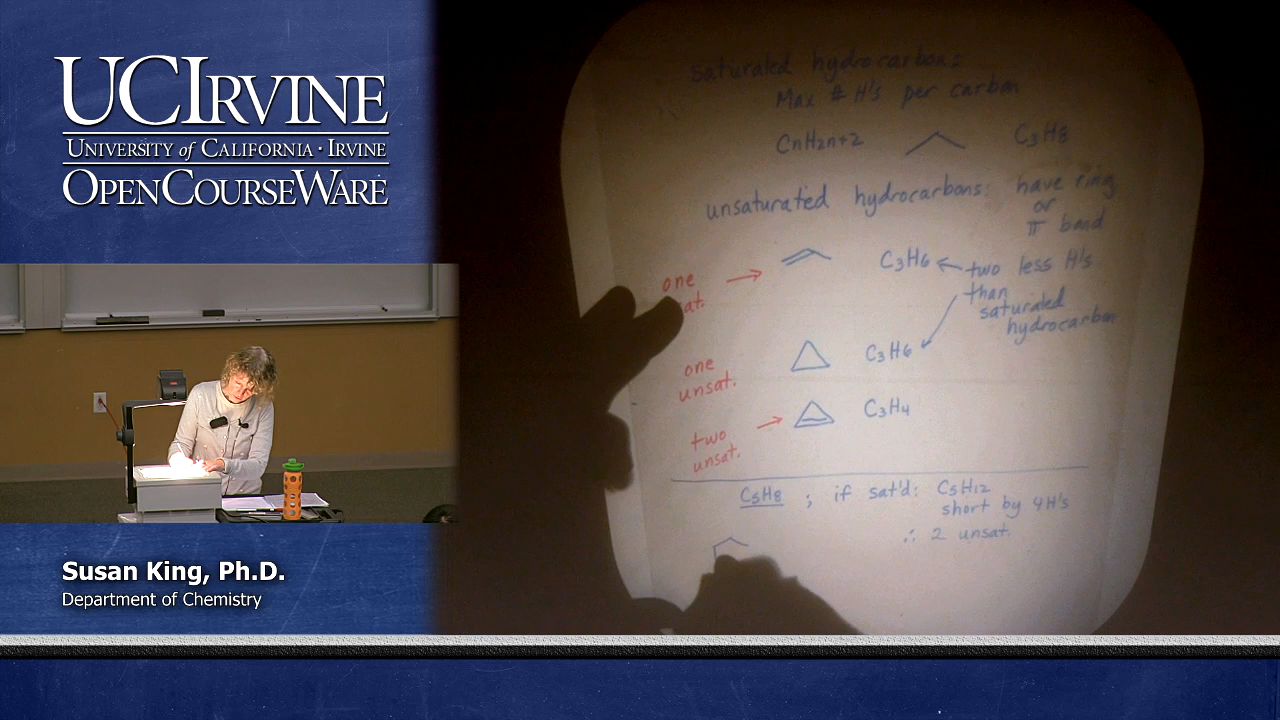 UCIRVINE
UNIVERSITY of CALIFORNIA · IRVINE
OPENCOURSEWARE
Susan King, Ph.D.
Department of Chemistry
saturated hydrocarbons:
Max # H's per carbon
CnH2n+2 C3H8
unsaturated hydrocarbons: have ring
or
π bond
one → C3H6 ← two less H's
sat. than
saturated
hydrocarbon
one C3H6
unsat.
two → C3H4
unsat.
C5H8 ; if sat'd: C5H12
short by 4H's
∴ 2 unsat.